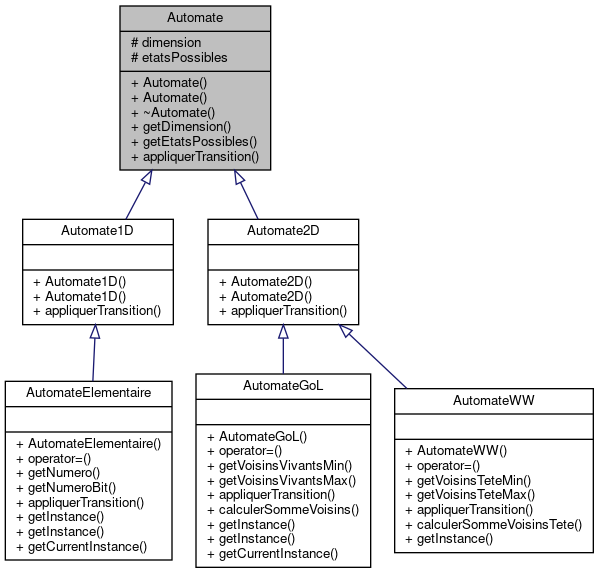 Automate
# dimension
# etatsPossibles
+ Automate()
+ Automate()
+ ~Automate()
+ getDimension()
+ getEtatsPossibles()
+ appliquerTransition()
Automate1D
+ Automate1D()
+ Automate1D()
+ appliquerTransition()
Automate2D
+ Automate2D()
+ Automate2D()
+ appliquerTransition()
AutomateElementaire
+ AutomateElementaire()
+ operator=()
+ getNumero()
+ getNumeroBit()
+ appliquerTransition()
+ getInstance()
+ getInstance()
+ getCurrentInstance()
AutomateGoL
+ AutomateGoL()
+ operator=()
+ getVoisinsVivantsMin()
+ getVoisinsVivantsMax()
+ appliquerTransition()
+ calculerSommeVoisins()
+ getInstance()
+ getInstance()
+ getCurrentInstance()
AutomateWW
+ AutomateWW()
+ operator=()
+ getVoisinsTeteMin()
+ getVoisinsTeteMax()
+ appliquerTransition()
+ calculerSommeVoisinsTete()
+ getInstance()